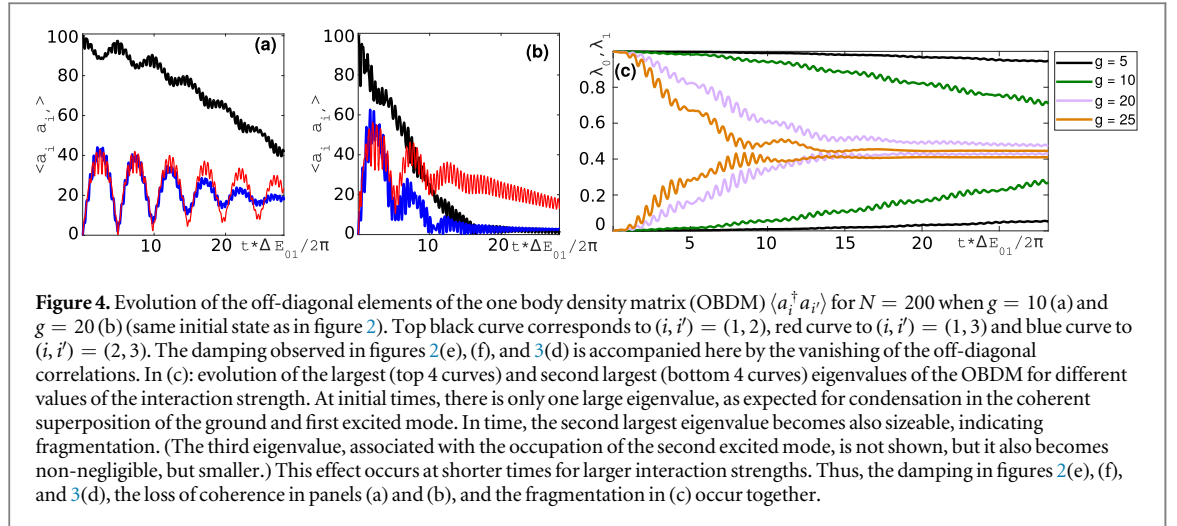 100
80
60
40
20
0
<a_i a_i' >
(a)
10 20
t*ΔE_01/2π
100
80
60
40
20
0
<a_i a_i' >
(b)
10 20
t*ΔE_01/2π
λ_0, λ_1
(c)
0.8
0.6
0.4
0.2
0
5 10 15 20 25
t*ΔE_01/2π
g = 5
g = 10
g = 20
g = 25
Figure 4. Evolution of the off-diagonal elements of the one body density matrix (OBDM) ⟨a_i^† a_i'⟩ for N = 200 when g = 10 (a) and
g = 20 (b) (same initial state as in figure 2). Top black curve corresponds to (i, i′) = (1, 2), red curve to (i, i′) = (1, 3) and blue curve to
(i, i′) = (2, 3). The damping observed in figures 2(e), (f), and 3(d) is accompanied here by the vanishing of the off-diagonal
correlations. In (c): evolution of the largest (top 4 curves) and second largest (bottom 4 curves) eigenvalues of the OBDM for different
values of the interaction strength. At initial times, there is only one large eigenvalue, as expected for condensation in the coherent
superposition of the ground and first excited mode. In time, the second largest eigenvalue becomes also sizeable, indicating
fragmentation. (The third eigenvalue, associated with the occupation of the second excited mode, is not shown, but it also becomes
non-negligible, but smaller.) This effect occurs at shorter times for larger interaction strengths. Thus, the damping in figures 2(e), (f),
and 3(d), the loss of coherence in panels (a) and (b), and the fragmentation in (c) occur together.